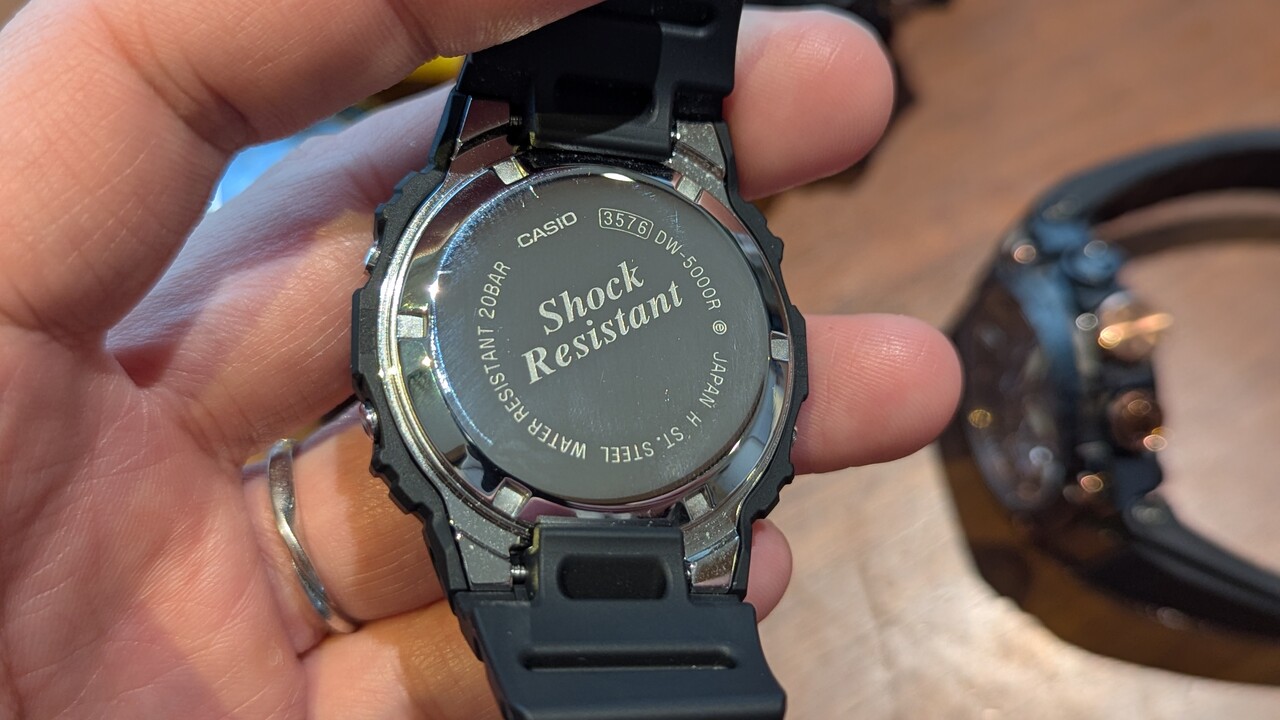 CASIO
3576
DW-5000R
JAPAN H
ST. STEEL
WATER RESISTANT 20BAR
Shock
Resistant